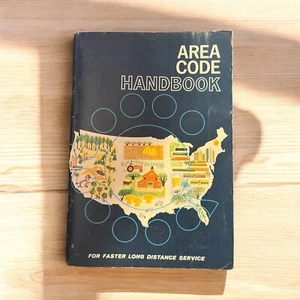 AREA
CODE
HANDBOOK
FOR FASTER LONG DISTANCE SERVICE